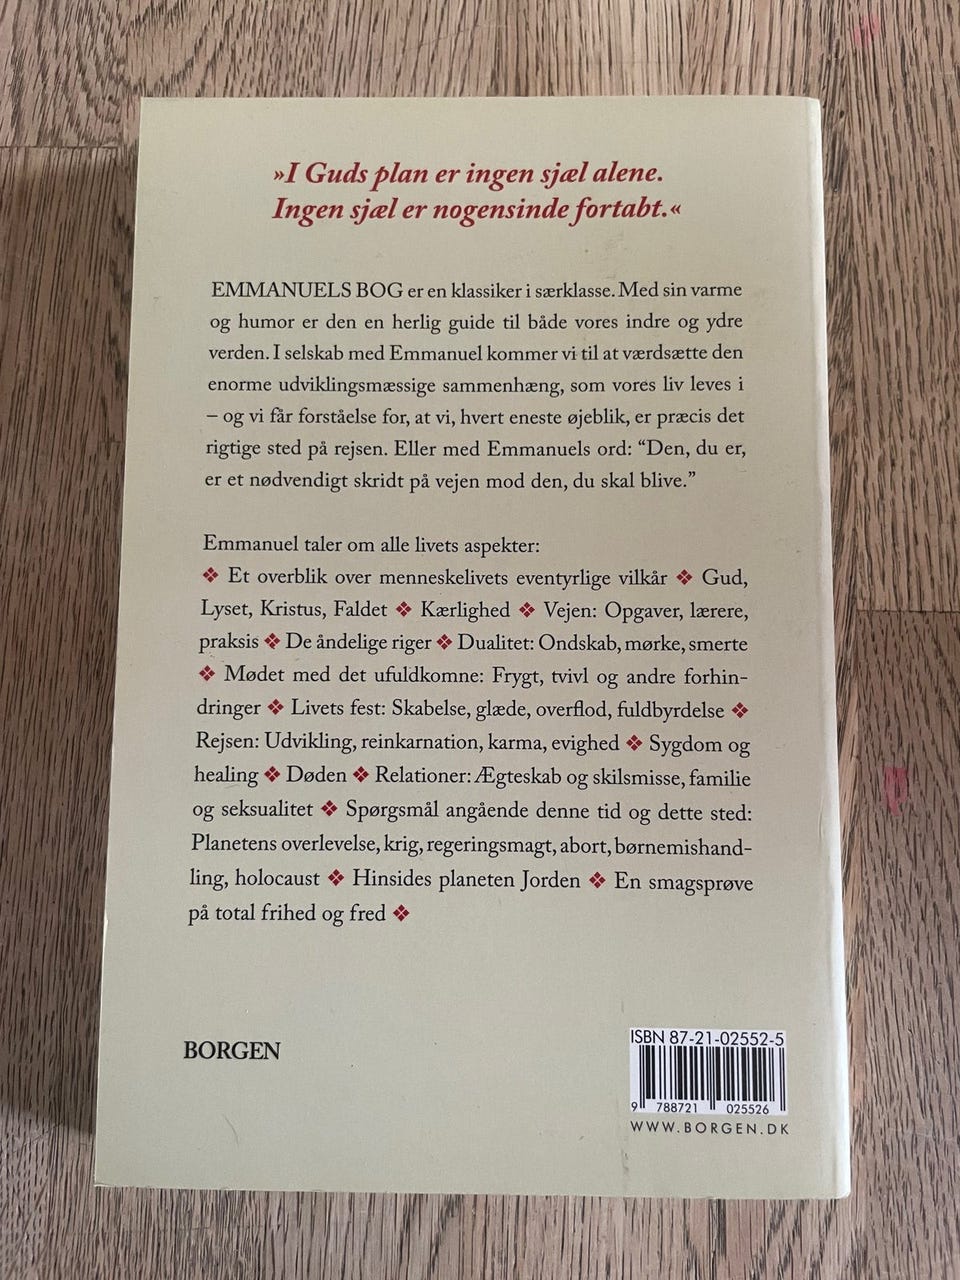 »I Guds plan er ingen sjæl alene.
Ingen sjæl er nogensinde fortabt.«
EMMANUELS BOG er en klassiker i særklasse. Med sin varme
og humor er den en herlig guide til både vores indre og ydre
verden. I selskab med Emmanuel kommer vi til at værdsætte den
enorme udviklingsmæssige sammenhæng, som vores liv leves i
– og vi får forståelse for, at vi, hvert eneste øjeblik, er præcis det
rigtige sted på rejsen. Eller med Emmanuels ord: “Den, du er,
er et nødvendigt skridt på vejen mod den, du skal blive.”
Emmanuel taler om alle livets aspekter:
❖ Et overblik over menneskelivets eventyrlige vilkår ❖ Gud,
Lyset, Kristus, Faldet ❖ Kærlighed ❖ Vejen: Opgaver, lærere,
praksis ❖ De åndelige riger ❖ Dualitet: Ondskab, mørke, smerte
❖ Mødet med det ufuldkomne: Frygt, tvivl og andre forhin-
dringer ❖ Livets fest: Skabelse, glæde, overflod, fuldbyrdelse ❖
Rejsen: Udvikling, reinkarnation, karma, evighed ❖ Sygdom og
healing ❖ Døden ❖ Relationer: Ægteskab og skilsmisse, familie
og seksualitet ❖ Spørgsmål angående denne tid og dette sted:
Planetens overlevelse, krig, regeringsmagt, abort, børnemishand-
ling, holocaust ❖ Hinsides planeten Jorden ❖ En smagsprøve
på total frihed og fred ❖
BORGEN
ISBN 87-21-02552-5
9 788721 025526
WWW.BORGEN.DK